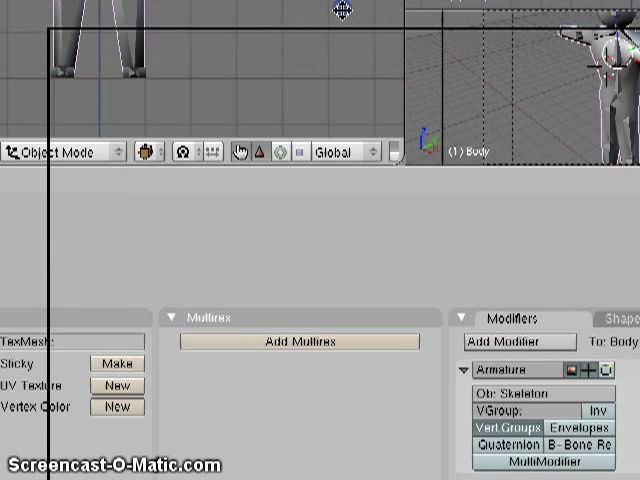 Object Mode
Global
(1) Body
TexMesh:
Sticky
Make
UV Texture
New
Vertex Color
New
Multires
Add Multires
Modifiers
Shape
Add Modifier
To: Body
Armature
Ob: Skeleton
VGroup:
Inv
Vert.Groups
Envelopes
Quaternion
B-Bone Re
MultiModifier
Screencast-O-Matic.com